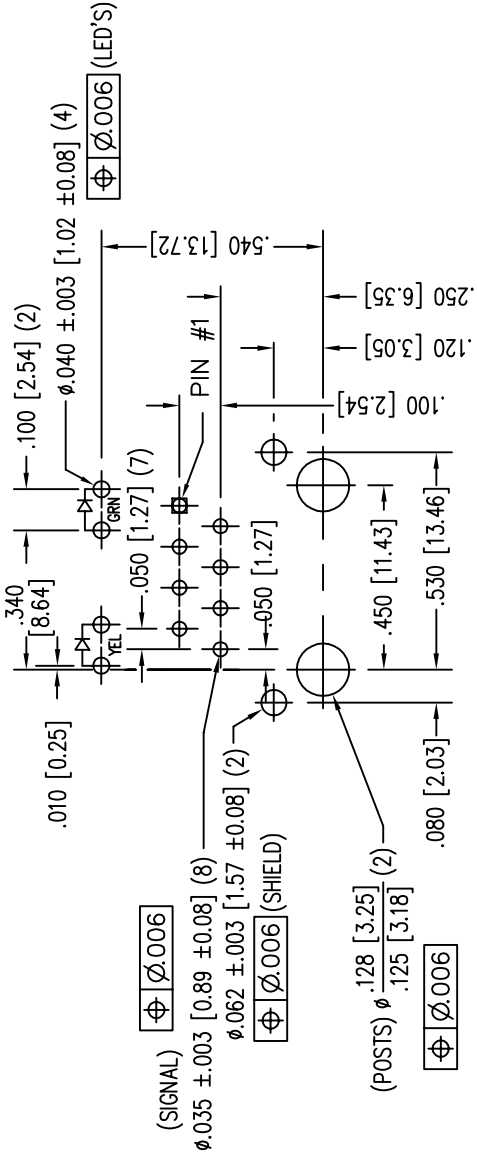 (LED'S)
⌖ Ø.006
ø.040 ±.003 [1.02 ±0.08] (4)
.100 [2.54] (2)
.340
[8.64]
.010 [0.25]
GRN
YEL
.540 [13.72]
PIN #1
.250 [6.35]
.120 [3.05]
.100 [2.54]
.050 [1.27] (7)
.050 [1.27]
.450 [11.43]
.530 [13.46]
.080 [2.03]
⌖ Ø.006
(SIGNAL)
ø.035 ±.003 [0.89 ±0.08] (8)
ø.062 ±.003 [1.57 ±0.08] (2)
⌖ Ø.006 (SHIELD)
(POSTS) ø .128 [3.25] (2)
.125 [3.18]
⌖ Ø.006